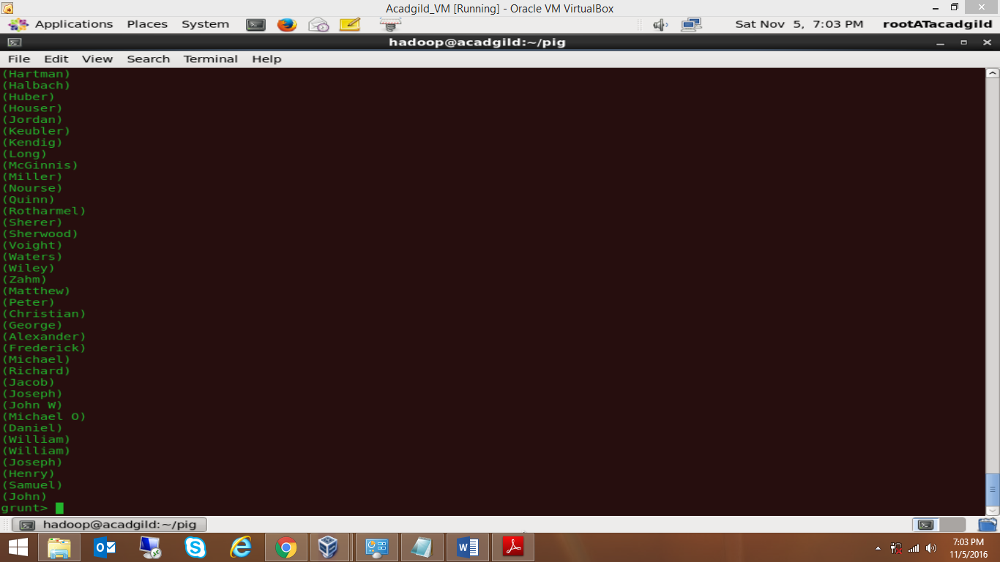 Acadgild_VM [Running] - Oracle VM VirtualBox
Applications Places System Sat Nov 5, 7:03 PM rootATacadgild
hadoop@acadgild:~/pig
File Edit View Search Terminal Help
(Hartman)
(Halbach)
(Huber)
(Houser)
(Jordan)
(Keubler)
(Kendig)
(Long)
(McGinnis)
(Miller)
(Nourse)
(Quinn)
(Rotharmel)
(Sherer)
(Sherwood)
(Voight)
(Waters)
(Wiley)
(Zahm)
(Matthew)
(Peter)
(Christian)
(George)
(Alexander)
(Frederick)
(Michael)
(Richard)
(Jacob)
(Joseph)
(John W)
(Michael O)
(Daniel)
(William)
(William)
(Joseph)
(Henry)
(Samuel)
(John)
grunt>
hadoop@acadgild:~/pig
7:03 PM
11/5/2016